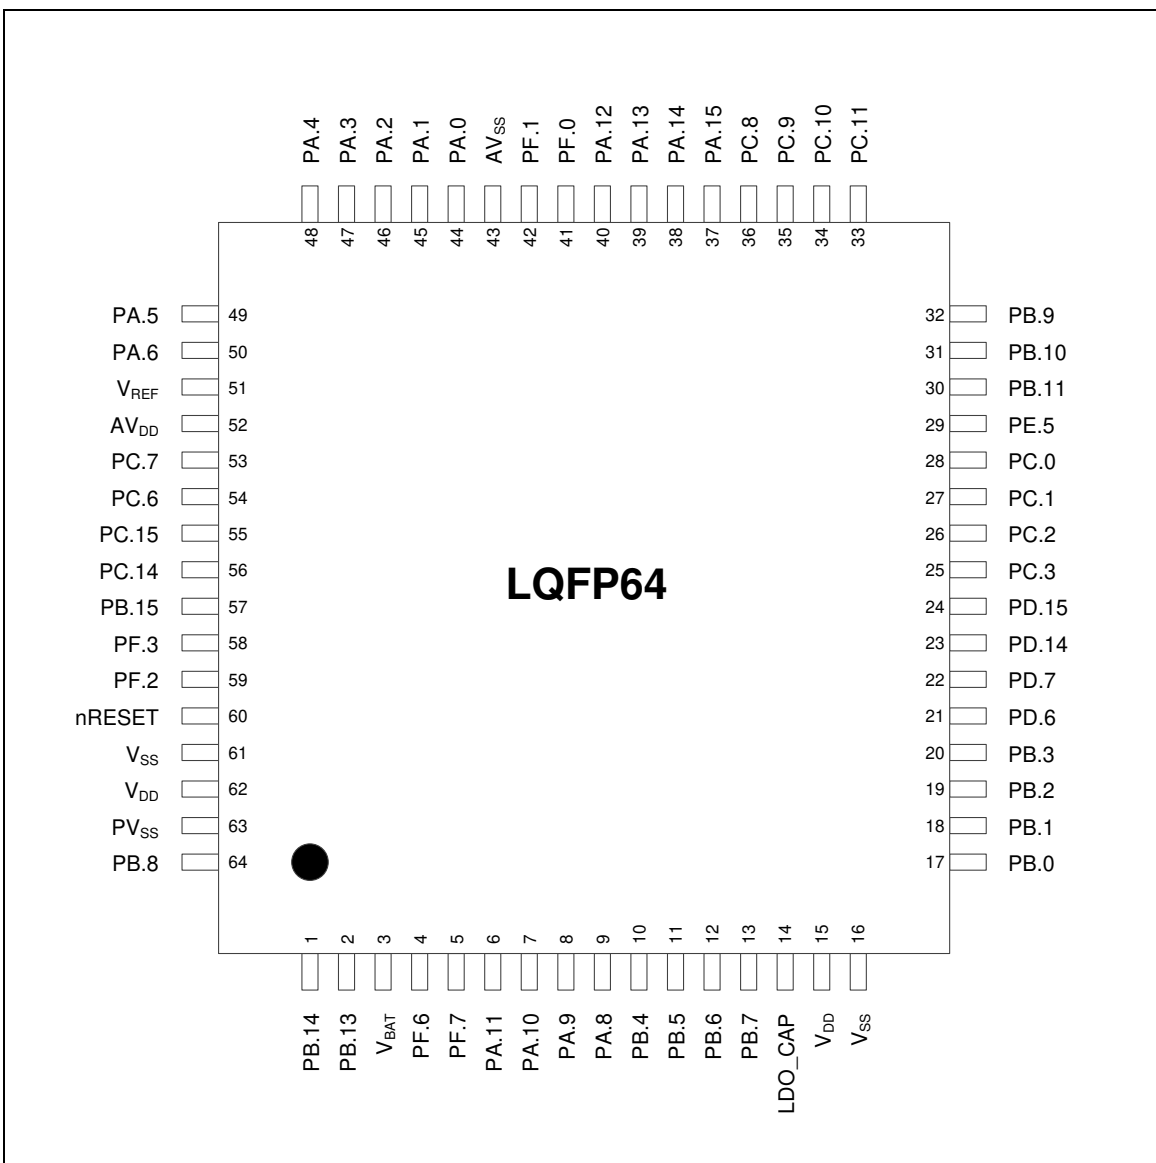 PA.4 PA.3 PA.2 PA.1 PA.0 AVSS PF.1 PF.0 PA.12 PA.13 PA.14 PA.15 PC.8 PC.9 PC.10 PC.11
48 47 46 45 44 43 42 41 40 39 38 37 36 35 34 33
PA.5 49 32 PB.9
PA.6 50 31 PB.10
VREF 51 30 PB.11
AVDD 52 29 PE.5
PC.7 53 28 PC.0
PC.6 54 27 PC.1
PC.15 55 26 PC.2
PC.14 56 25 PC.3
LQFP64
PB.15 57 24 PD.15
PF.3 58 23 PD.14
PF.2 59 22 PD.7
nRESET 60 21 PD.6
VSS 61 20 PB.3
VDD 62 19 PB.2
PVSS 63 18 PB.1
PB.8 64 17 PB.0
1 2 3 4 5 6 7 8 9 10 11 12 13 14 15 16
PB.14 PB.13 VBAT PF.6 PF.7 PA.11 PA.10 PA.9 PA.8 PB.4 PB.5 PB.6 PB.7 LDO_CAP VDD VSS